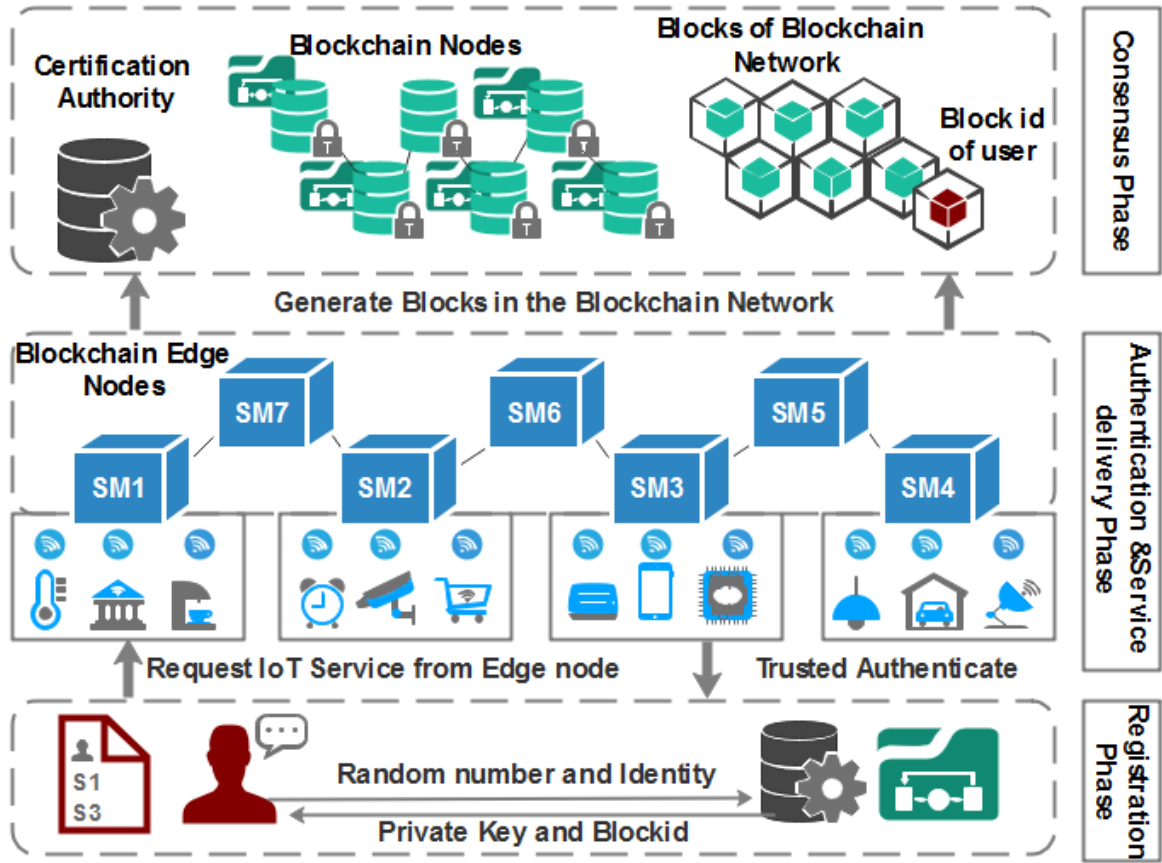 Certification
Authority
Blockchain Nodes
Blocks of Blockchain
Network
Block id
of user
T
T
T
T
T
T
Consensus Phase
Generate Blocks in the Blockchain Network
Blockchain Edge
Nodes
SM7
SM6
SM5
SM1
SM2
SM3
SM4
Authentication &Service
delivery Phase
Request IoT Service from Edge node
Trusted Authenticate
S1
S3
Random number and Identity
Private Key and Blockid
Registration
Phase